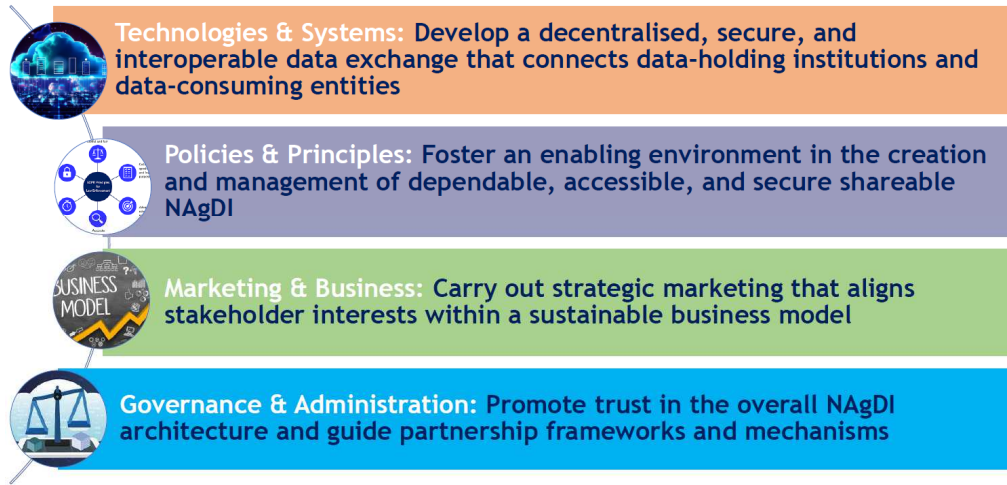 Technologies & Systems: Develop a decentralised, secure, and
interoperable data exchange that connects data-holding institutions and
data-consuming entities
Policies & Principles: Foster an enabling environment in the creation
and management of dependable, accessible, and secure shareable
NAgDI
BUSINESS
MODEL
Marketing & Business: Carry out strategic marketing that aligns
stakeholder interests within a sustainable business model
Governance & Administration: Promote trust in the overall NAgDI
architecture and guide partnership frameworks and mechanisms